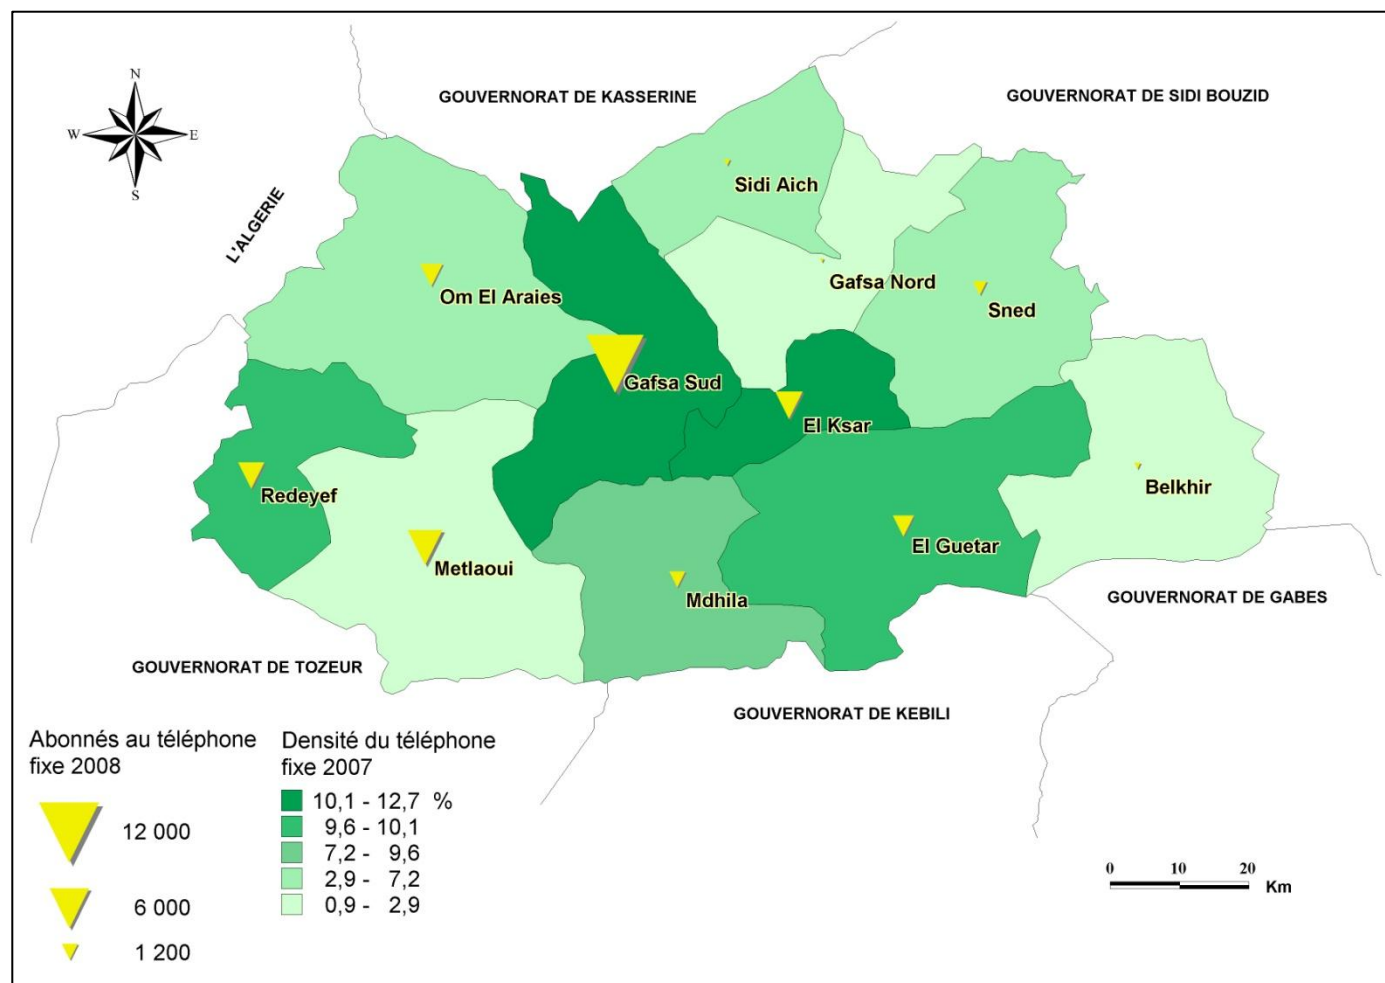 N
W
E
S
GOUVERNORAT DE KASSERINE
GOUVERNORAT DE SIDI BOUZID
L'ALGERIE
Sidi Aich
Om El Araies
Gafsa Nord
Sned
Gafsa Sud
El Ksar
Redeyef
Belkhir
Metlaoui
El Guetar
Mdhila
GOUVERNORAT DE GABES
GOUVERNORAT DE TOZEUR
GOUVERNORAT DE KEBILI
Abonnés au téléphone
fixe 2008
12 000
6 000
1 200
Densité du téléphone
fixe 2007
10,1 - 12,7 %
9,6 - 10,1
7,2 - 9,6
2,9 - 7,2
0,9 - 2,9
0 10 20
Km